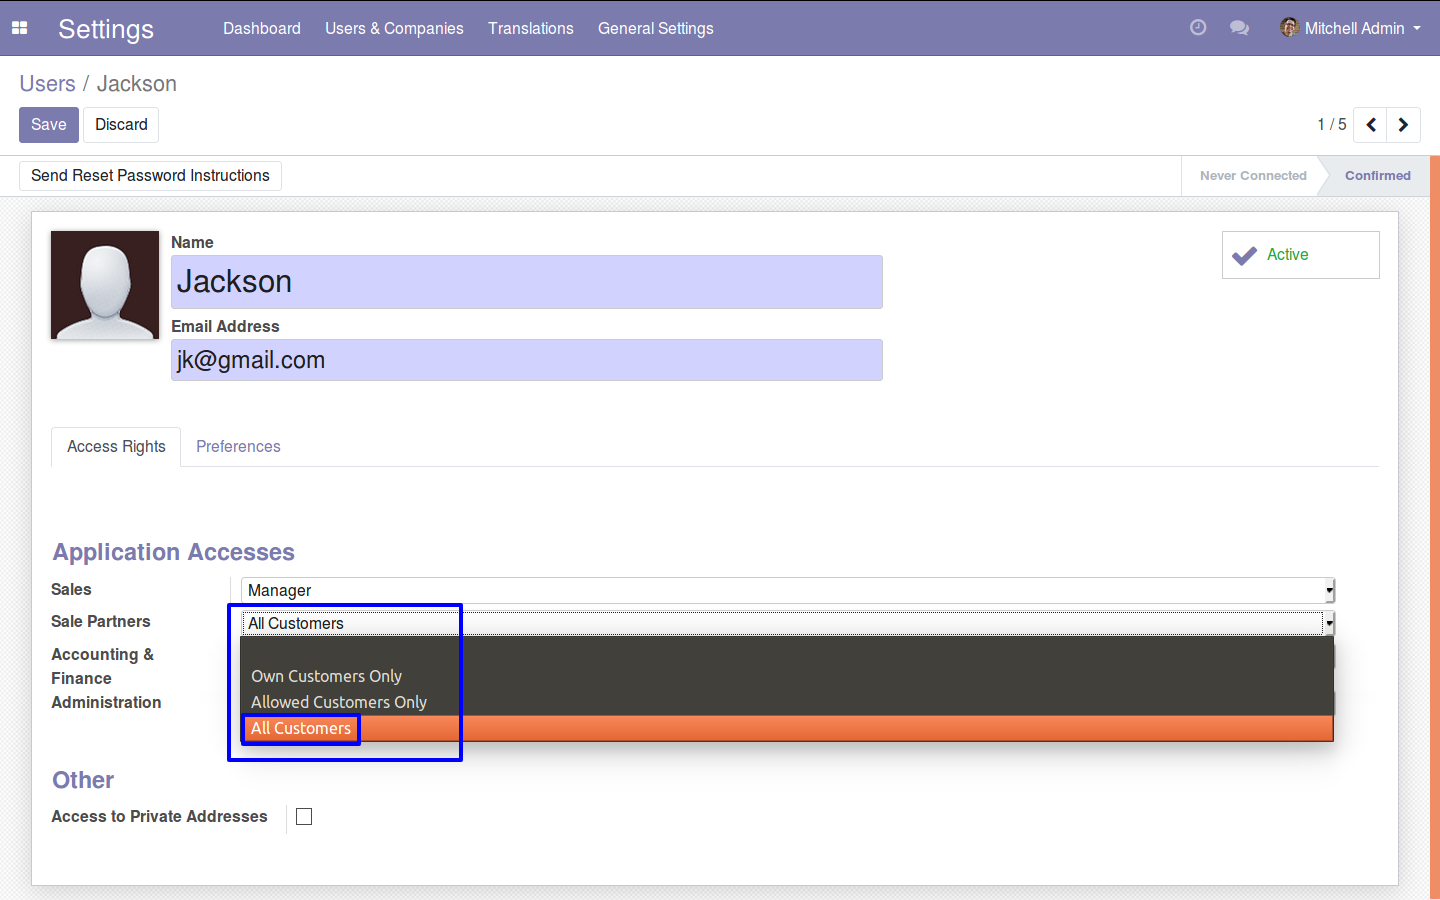 Settings Dashboard Users & Companies Translations General Settings Mitchell Admin
Users / Jackson
Save Discard 1 / 5
Send Reset Password Instructions Never Connected Confirmed
Name
Jackson
Active
Email Address
jk@gmail.com
Access Rights Preferences
Application Accesses
Sales Manager
Sale Partners All Customers
Accounting &
Finance
Administration
Own Customers Only
Allowed Customers Only
All Customers
Other
Access to Private Addresses